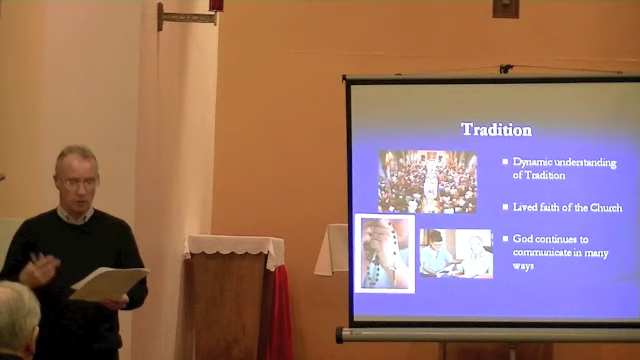 Tradition
Dynamic understanding
of Tradition
Lived faith of the Church
God continues to
communicate in many
ways